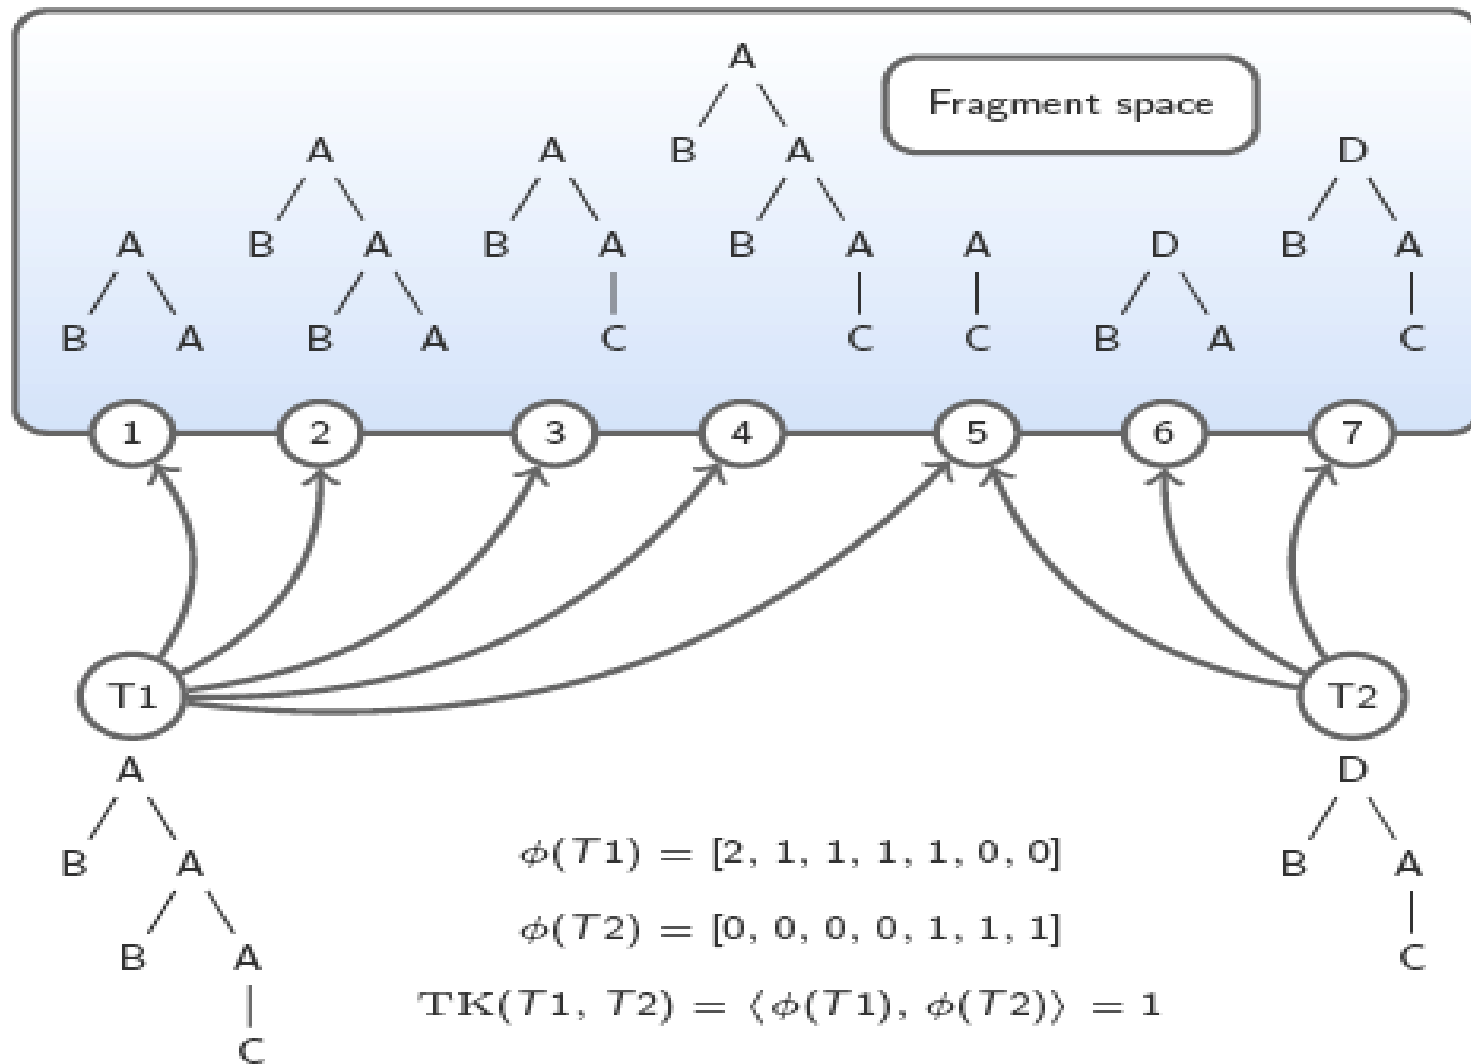 A
Fragment space
A A B A D
B A B A B A A D B A
B A B A C C C B A C
1 2 3 4 5 6 7
T1 T2
A D
B A ϕ(T1) = [2, 1, 1, 1, 1, 0, 0] B A
B A ϕ(T2) = [0, 0, 0, 0, 1, 1, 1] C
TK(T1, T2) = ⟨ϕ(T1), ϕ(T2)⟩ = 1
C